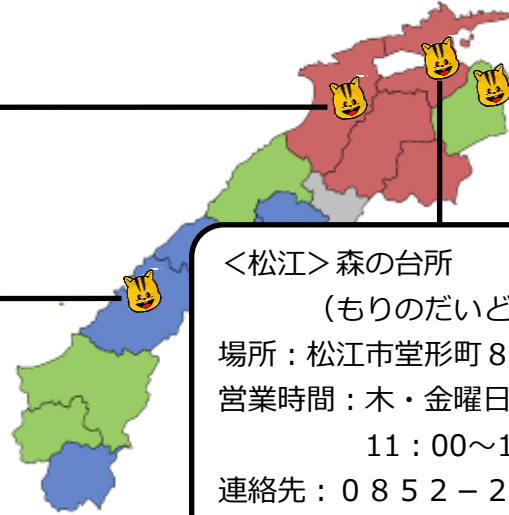 ＜松江＞森の台所
（もりのだいど
場所：松江市堂形町８
営業時間：木・金曜日
11：00～1
連絡先：０８５２－２